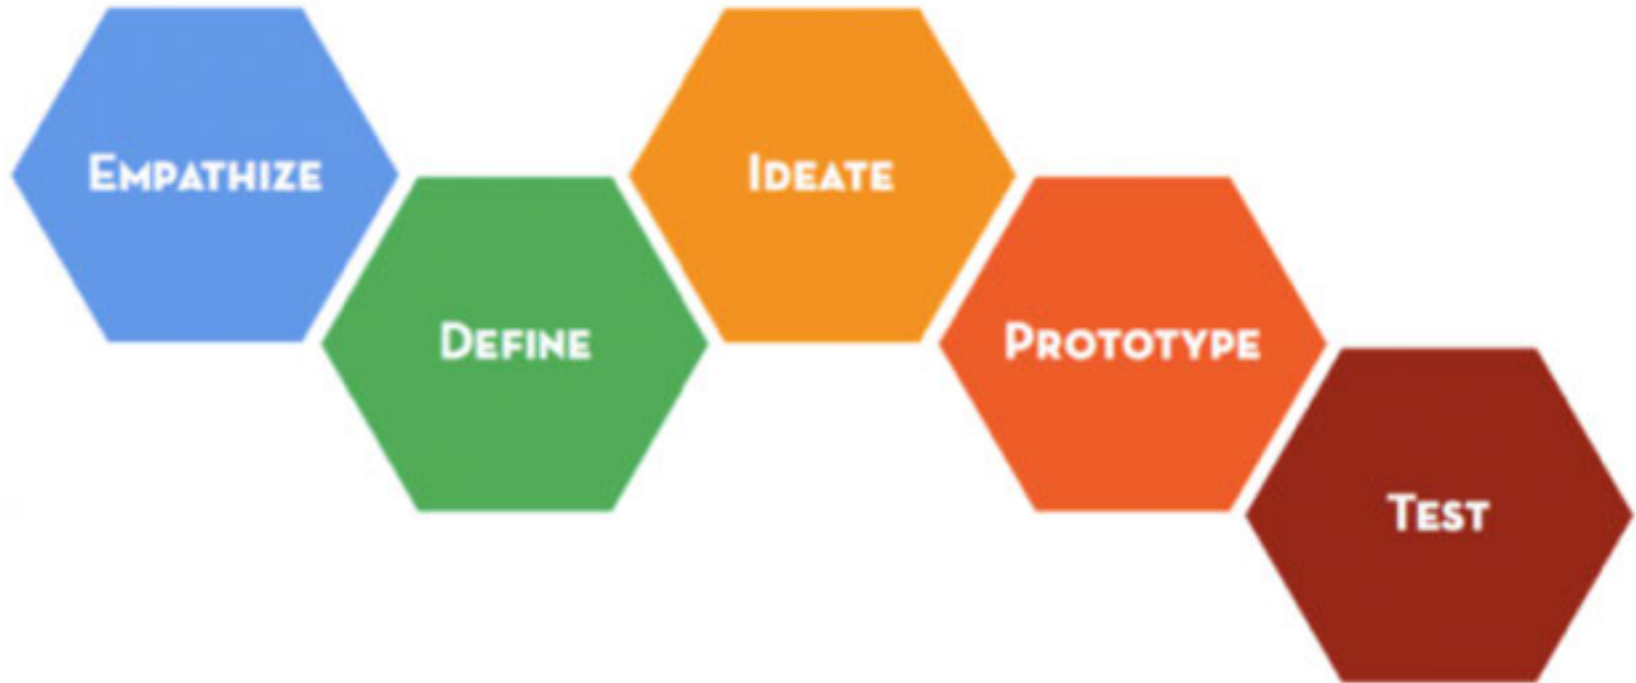 EMPATHIZE
DEFINE
IDEATE
PROTOTYPE
TEST